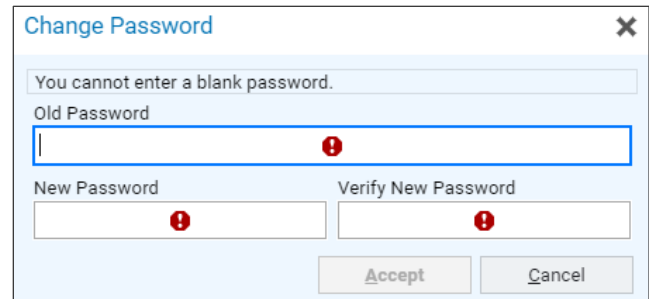 Change Password
You cannot enter a blank password.
Old Password
New Password Verify New Password
Accept Cancel